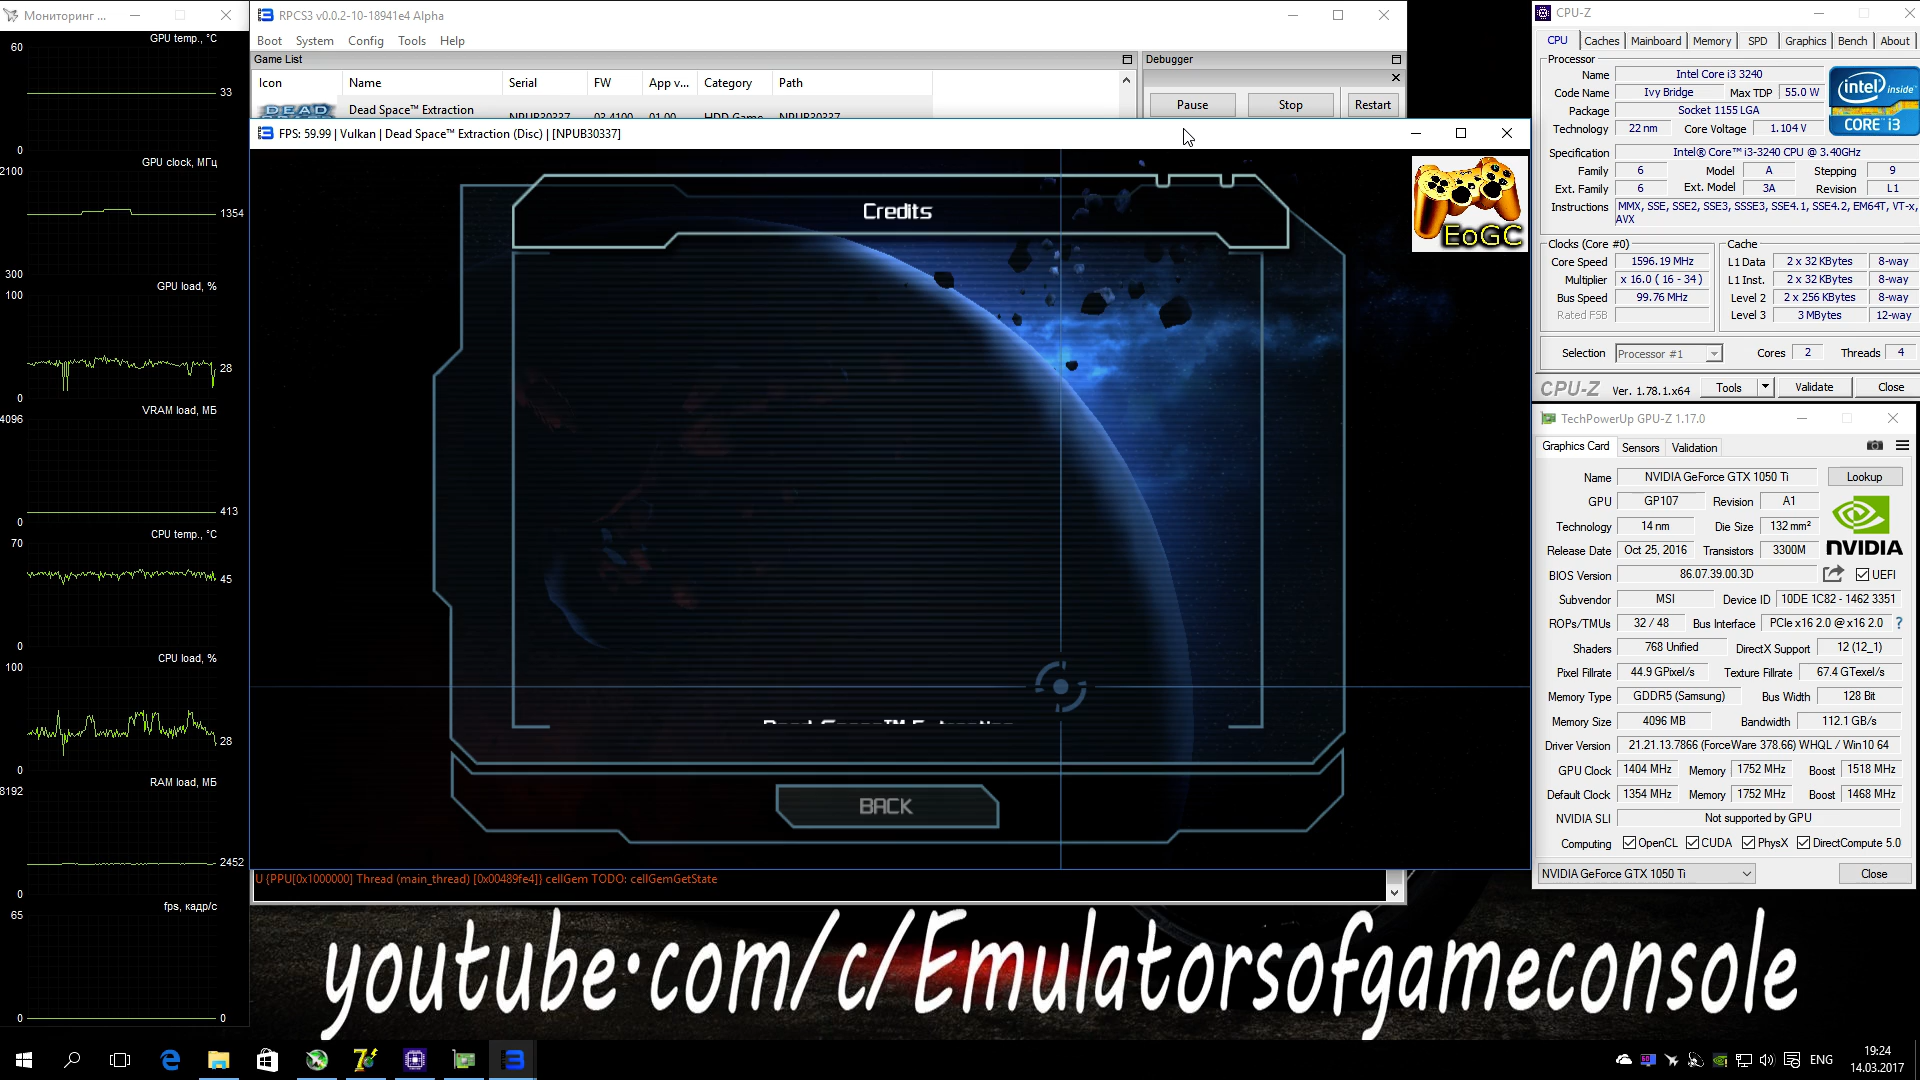 Мониторинг ...
GPU temp., °C
60
33
0
GPU clock, МГц
2100
1354
300
GPU load, %
100
28
0
VRAM load, МБ
4096
413
0
CPU temp., °C
70
45
0
CPU load, %
100
28
0
RAM load, МБ
8192
2452
0
fps, кадр/с
65
0
0
RPCS3 v0.0.2-10-18941e4 Alpha
Boot System Config Tools Help
Game List
Debugger
Icon Name Serial FW App v... Category Path
DEAD
Dead Space™ Extraction
NPUB30337 03.4100 01.00 HDD Game NPUB30337
Pause Stop Restart
FPS: 59.99 | Vulkan | Dead Space™ Extraction (Disc) | [NPUB30337]
EoGC
Credits
Dead Space™ Extraction
BACK
U {PPU[0x1000000] Thread (main_thread) [0x00489fe4]} cellGem TODO: cellGemGetState
youtube.com/c/Emulatorsofgameconsole
CPU-Z
CPU Caches Mainboard Memory SPD Graphics Bench About
Processor
Name Intel Core i3 3240
Code Name Ivy Bridge Max TDP 55.0 W
Package Socket 1155 LGA
Technology 22 nm Core Voltage 1.104 V
intel inside™
CORE i3
Specification Intel® Core™ i3-3240 CPU @ 3.40GHz
Family 6 Model A Stepping 9
Ext. Family 6 Ext. Model 3A Revision L1
Instructions MMX, SSE, SSE2, SSE3, SSSE3, SSE4.1, SSE4.2, EM64T, VT-x,
AVX
Clocks (Core #0)
Core Speed 1596.19 MHz
Multiplier x 16.0 ( 16 - 34 )
Bus Speed 99.76 MHz
Rated FSB
Cache
L1 Data 2 x 32 KBytes 8-way
L1 Inst. 2 x 32 KBytes 8-way
Level 2 2 x 256 KBytes 8-way
Level 3 3 MBytes 12-way
Selection Processor #1 Cores 2 Threads 4
CPU-Z Ver. 1.78.1.x64 Tools Validate Close
TechPowerUp GPU-Z 1.17.0
Graphics Card Sensors Validation
Name NVIDIA GeForce GTX 1050 Ti Lookup
GPU GP107 Revision A1
Technology 14 nm Die Size 132 mm²
Release Date Oct 25, 2016 Transistors 3300M
NVIDIA
BIOS Version 86.07.39.00.3D UEFI
Subvendor MSI Device ID 10DE 1C82 - 1462 3351
ROPs/TMUs 32 / 48 Bus Interface PCIe x16 2.0 @ x16 2.0 ?
Shaders 768 Unified DirectX Support 12 (12_1)
Pixel Fillrate 44.9 GPixel/s Texture Fillrate 67.4 GTexel/s
Memory Type GDDR5 (Samsung) Bus Width 128 Bit
Memory Size 4096 MB Bandwidth 112.1 GB/s
Driver Version 21.21.13.7866 (ForceWare 378.66) WHQL / Win10 64
GPU Clock 1404 MHz Memory 1752 MHz Boost 1518 MHz
Default Clock 1354 MHz Memory 1752 MHz Boost 1468 MHz
NVIDIA SLI Not supported by GPU
Computing OpenCL CUDA PhysX DirectCompute 5.0
NVIDIA GeForce GTX 1050 Ti Close
ENG
19:24
14.03.2017